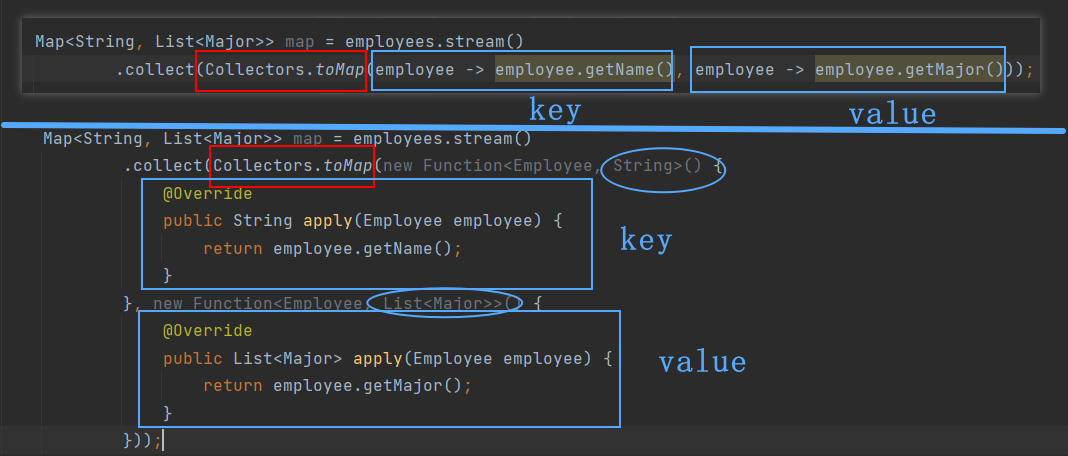 Map<String, List<Major>> map = employees.stream()
.collect(Collectors.toMap(employee -> employee.getName(), employee -> employee.getMajor()));
key value
Map<String, List<Major>> map = employees.stream()
.collect(Collectors.toMap(new Function<Employee, String>() {
@Override
public String apply(Employee employee) {
return employee.getName();
}
key
}, new Function<Employee, List<Major>>() {
@Override
public List<Major> apply(Employee employee) {
return employee.getMajor();
}
value
}));